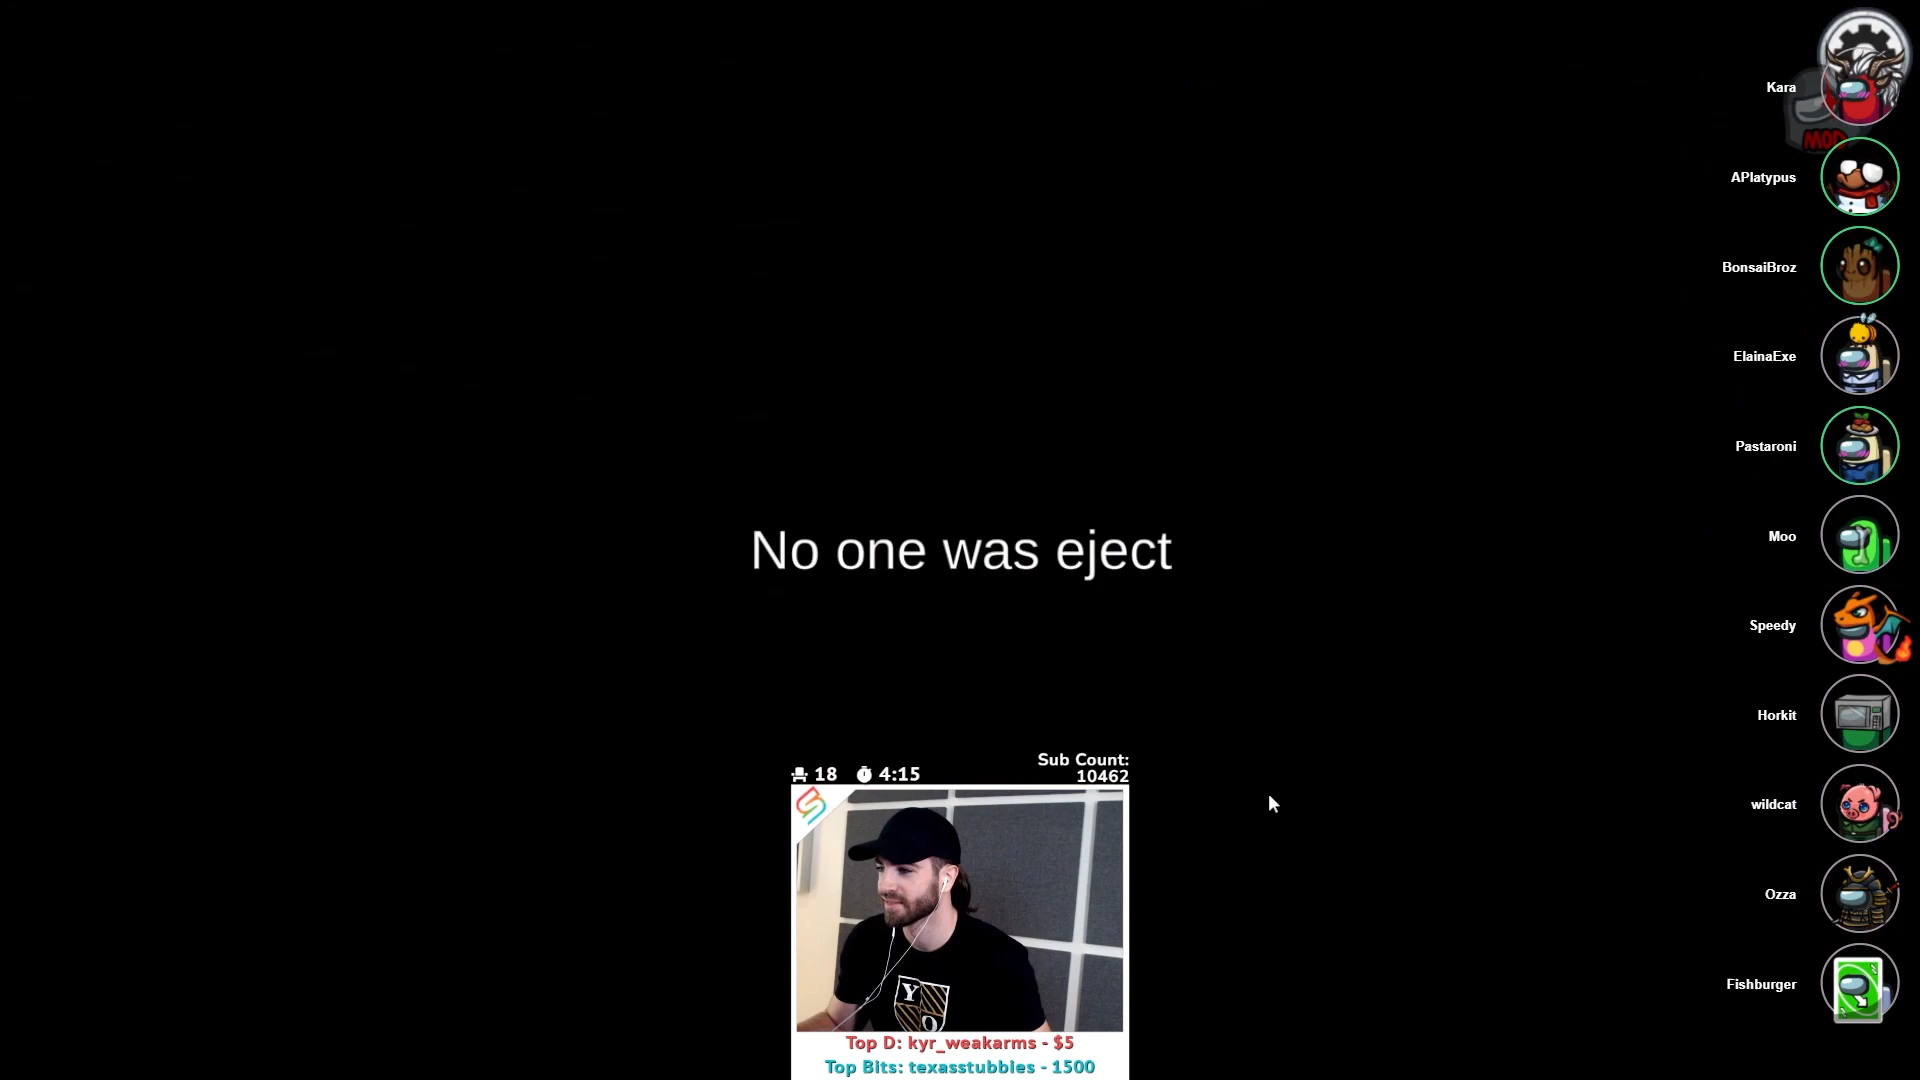 Kara
MOD
APlatypus
BonsaiBroz
ElainaExe
Pastaroni
Moo
Speedy
No one was eject
Horkit
18 4:15
Sub Count:
10462
wildcat
Ozza
Fishburger
Y
O
Top D: kyr_weakarms - $5
Top Bits: texasstubbies - 1500